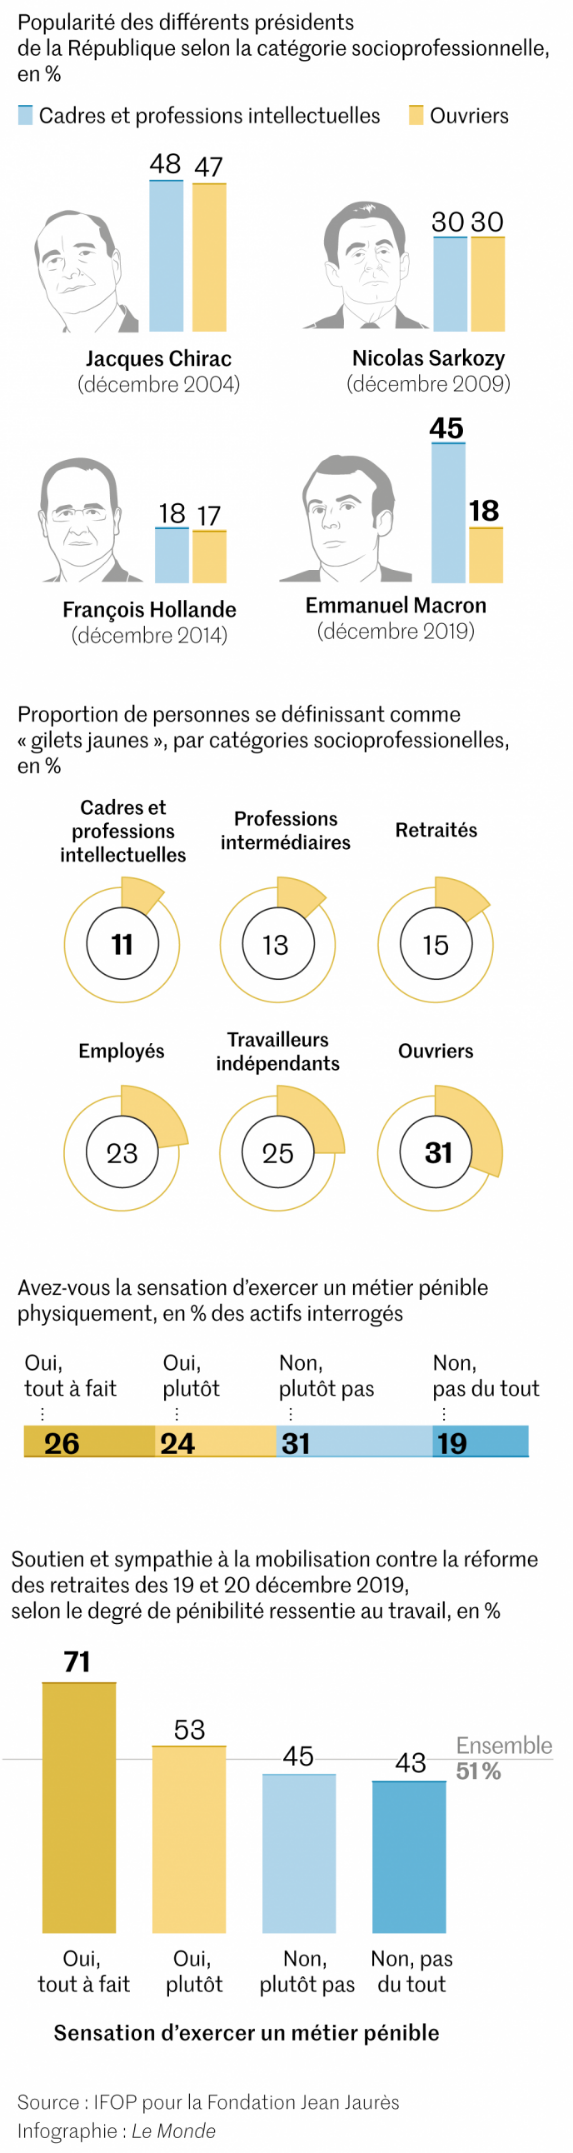 Popularité des différents présidents
de la République selon la catégorie socioprofessionnelle,
en %
Cadres et professions intellectuelles Ouvriers
48 47
30 30
Jacques Chirac
(décembre 2004)
Nicolas Sarkozy
(décembre 2009)
18 17
45
18
François Hollande
(décembre 2014)
Emmanuel Macron
(décembre 2019)
Proportion de personnes se définissant comme
« gilets jaunes », par catégories socioprofessionelles,
en %
Cadres et
professions
intellectuelles
Professions
intermédiaires
Retraités
11
13
15
Employés
Travailleurs
indépendants
Ouvriers
23
25
31
Avez-vous la sensation d’exercer un métier pénible
physiquement, en % des actifs interrogés
Oui,
tout à fait
Oui,
plutôt
Non,
plutôt pas
Non,
pas du tout
26
24
31
19
Soutien et sympathie à la mobilisation contre la réforme
des retraites des 19 et 20 décembre 2019,
selon le degré de pénibilité ressentie au travail, en %
71
53
45
43
Ensemble
51 %
Oui,
tout à fait
Oui,
plutôt
Non,
plutôt pas
Non, pas
du tout
Sensation d’exercer un métier pénible
Source : IFOP pour la Fondation Jean Jaurès
Infographie : Le Monde